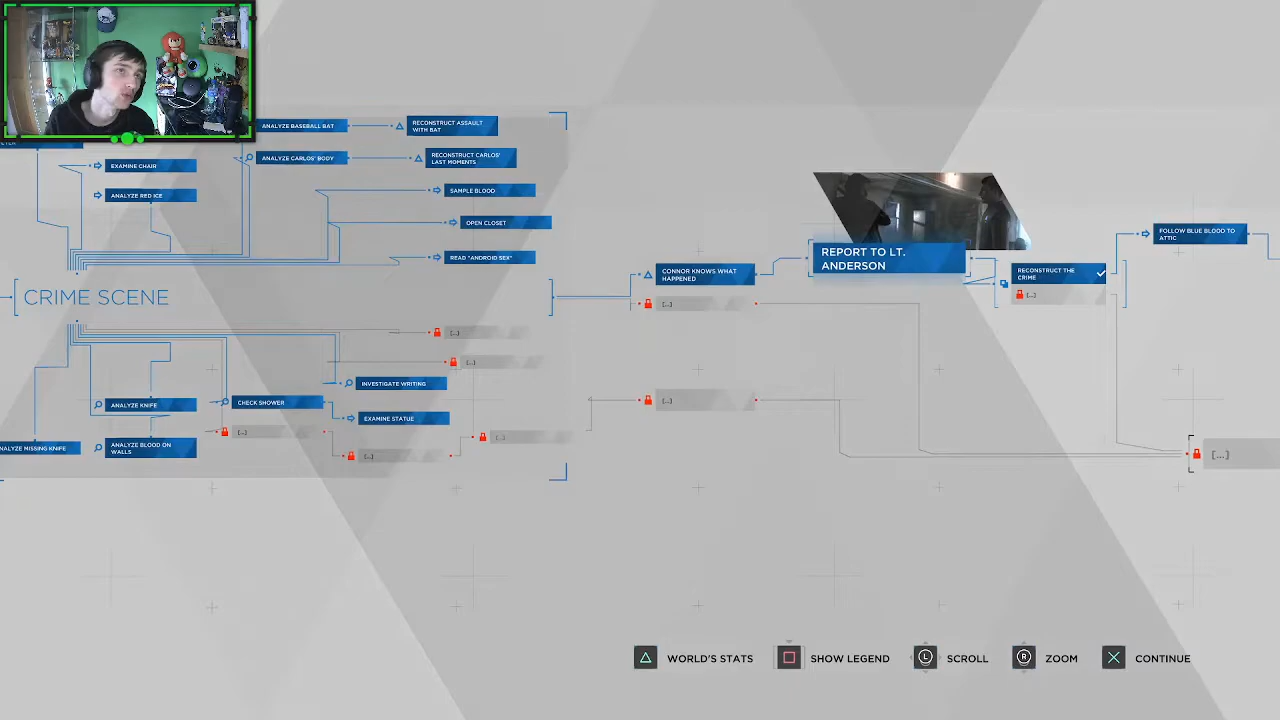 ANALYZE BASEBALL BAT
RECONSTRUCT ASSAULT
WITH BAT
ANALYZE CARLOS' BODY
RECONSTRUCT CARLOS'
LAST MOMENTS
EXAMINE CHAIR
ANALYZE RED ICE
SAMPLE BLOOD
OPEN CLOSET
READ "ANDROID SEX"
CRIME SCENE
CONNOR KNOWS WHAT
HAPPENED
[...]
REPORT TO LT.
ANDERSON
RECONSTRUCT THE
CRIME
[...]
FOLLOW BLUE BLOOD TO
ATTIC
[...]
[...]
INVESTIGATE WRITING
ANALYZE KNIFE
CHECK SHOWER
[...]
EXAMINE STATUE
[...]
[...]
[...]
NALYZE MISSING KNIFE
ANALYZE BLOOD ON
WALLS
[...]
[...]
WORLD'S STATS
SHOW LEGEND
L
SCROLL
R
ZOOM
CONTINUE